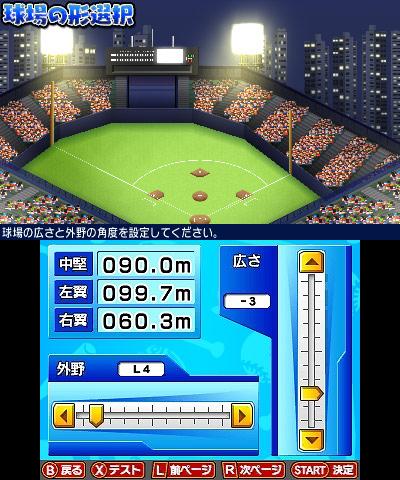 球場の形選択
球場の広さと外野の角度を設定してください。
中堅 090.0m
左翼 099.7m
右翼 060.3m
広さ
-3
外野 L4
B 戻る X テスト L 前ページ R 次ページ START 決定